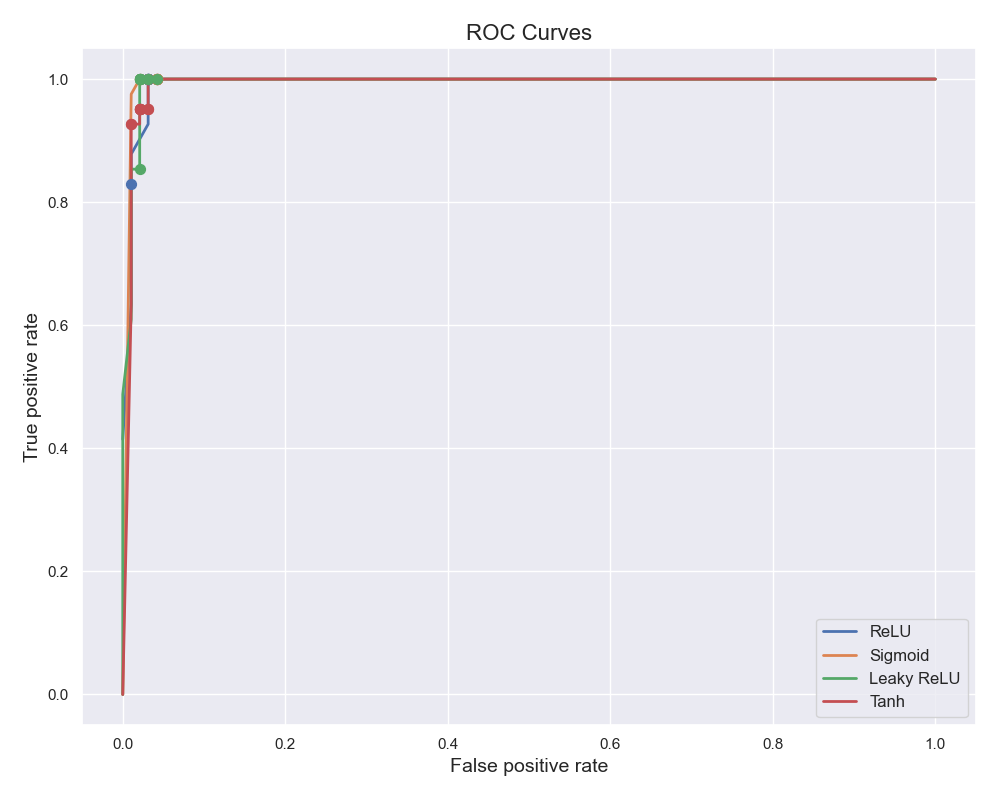 ROC Curves
True positive rate
1.0
0.8
0.6
0.4
0.2
0.0
0.0 0.2 0.4 0.6 0.8 1.0
False positive rate
ReLU
Sigmoid
Leaky ReLU
Tanh